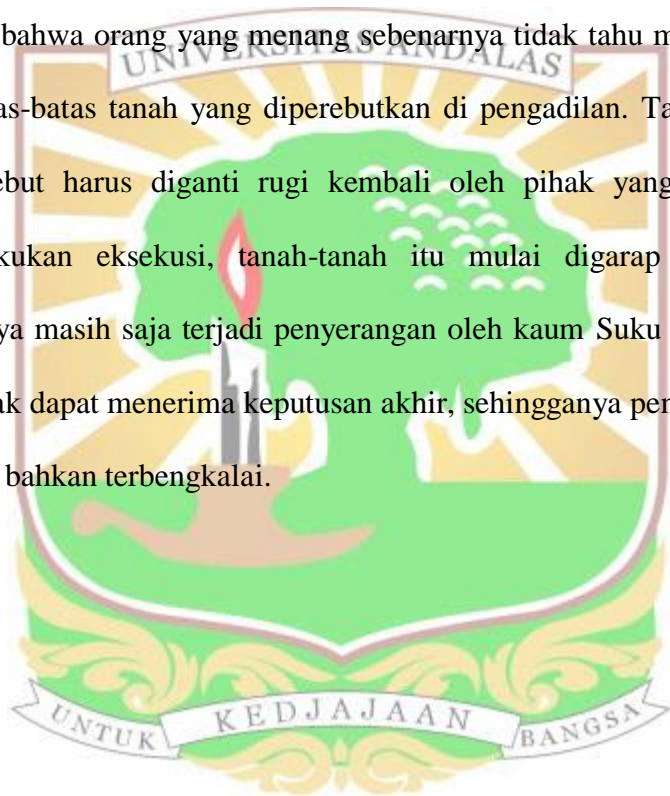 bahwa orang yang menang sebenarnya tidak tahu m
UNIVERSITAS ANDALAS
as-batas tanah yang diperebutkan di pengadilan. Ta
ebut harus diganti rugi kembali oleh pihak yang
kukan eksekusi, tanah-tanah itu mulai digarap
ya masih saja terjadi penyerangan oleh kaum Suku
ak dapat menerima keputusan akhir, sehingganya pen
bahkan terbengkalai.
UNTUK KEDJAJAAN BANGSA